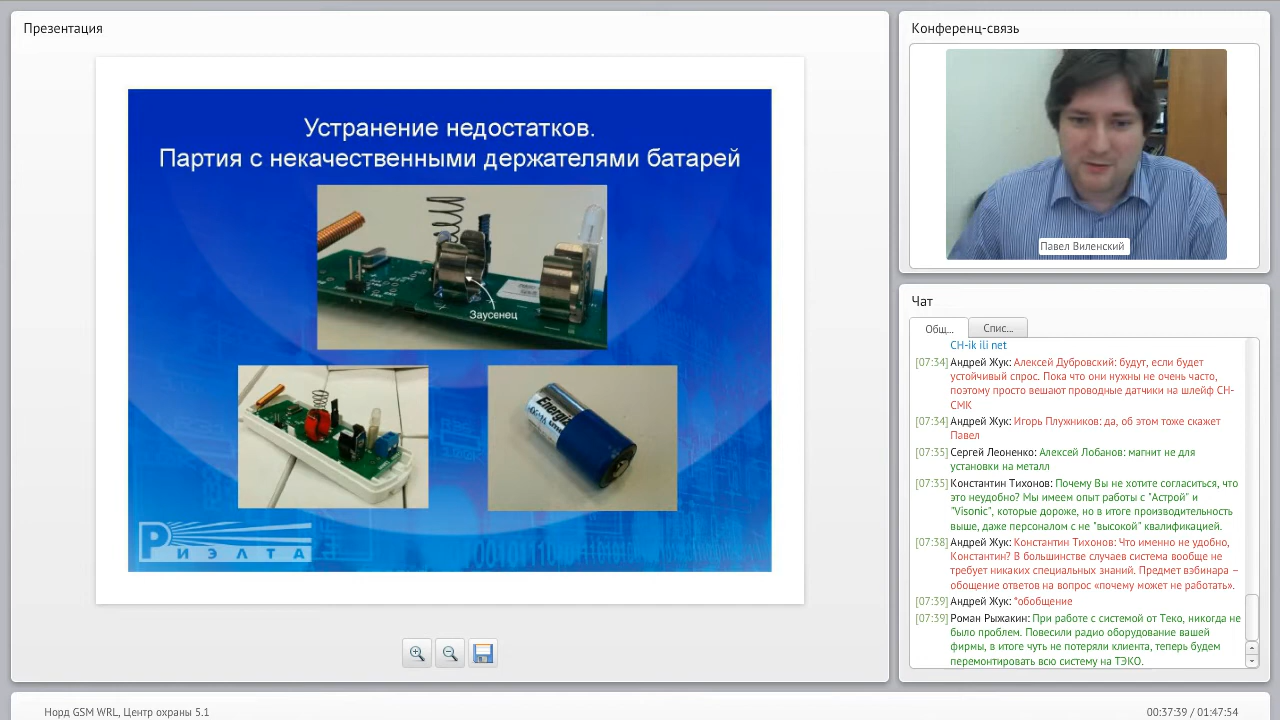 Презентация
Устранение недостатков.
Партия с некачественными держателями батарей
Заусенец
Energizer
РИЭЛТА
Конференц-связь
Павел Виленский
Чат
Общ...
Спис...
CH-ik ili net
[07:34] Андрей Жук: Алексей Дубровский: будут, если будет
устойчивый спрос. Пока что они нужны не очень часто,
поэтому просто вешают проводные датчики на шлейф СН-
СМК
[07:34] Андрей Жук: Игорь Плужников: да, об этом тоже скажет
Павел
[07:35] Сергей Леоненко: Алексей Лобанов: магнит не для
установки на металл
[07:35] Константин Тихонов: Почему Вы не хотите согласиться, что
это неудобно? Мы имеем опыт работы с "Астрой" и
"Visonic", которые дороже, но в итоге производительность
выше, даже персоналом с не "высокой" квалификацией.
[07:38] Андрей Жук: Константин Тихонов: Что именно не удобно,
Константин? В большинстве случаев система вообще не
требует никаких специальных знаний. Предмет вэбинара –
обощение ответов на вопрос «почему может не работать».
[07:39] Андрей Жук: *обобщение
[07:39] Роман Рыжакин: При работе с системой от Теко, никогда не
было проблем. Повесили радио оборудование вашей
фирмы, в итоге чуть не потеряли клиента, теперь будем
перемонтировать всю систему на ТЭКО.
Норд GSM WRL, Центр охраны 5.1
00:37:39 / 01:47:54